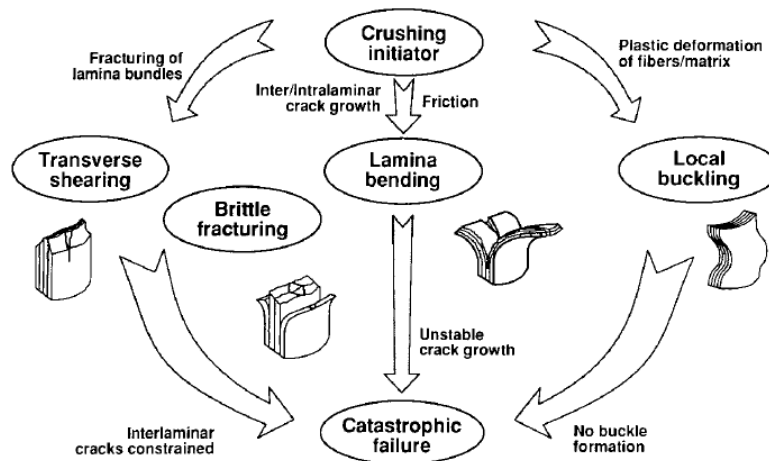 Crushing
initiator
Fracturing of
lamina bundles
Inter/Intralaminar
crack growth
Friction
Plastic deformation
of fibers/matrix
Transverse
shearing
Brittle
fracturing
Lamina
bending
Local
buckling
Unstable
crack growth
Interlaminar
cracks constrained
Catastrophic
failure
No buckle
formation